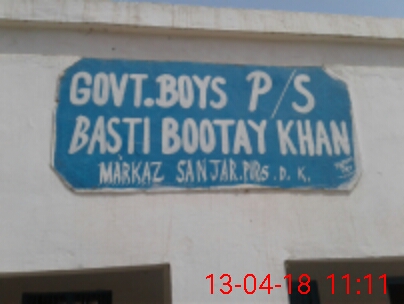 GOVT.BOYS P/S
BASTI BOOTAY KHAN
MARKAZ SANJAR.P.O.S.D.K.
13-04-18 11:11